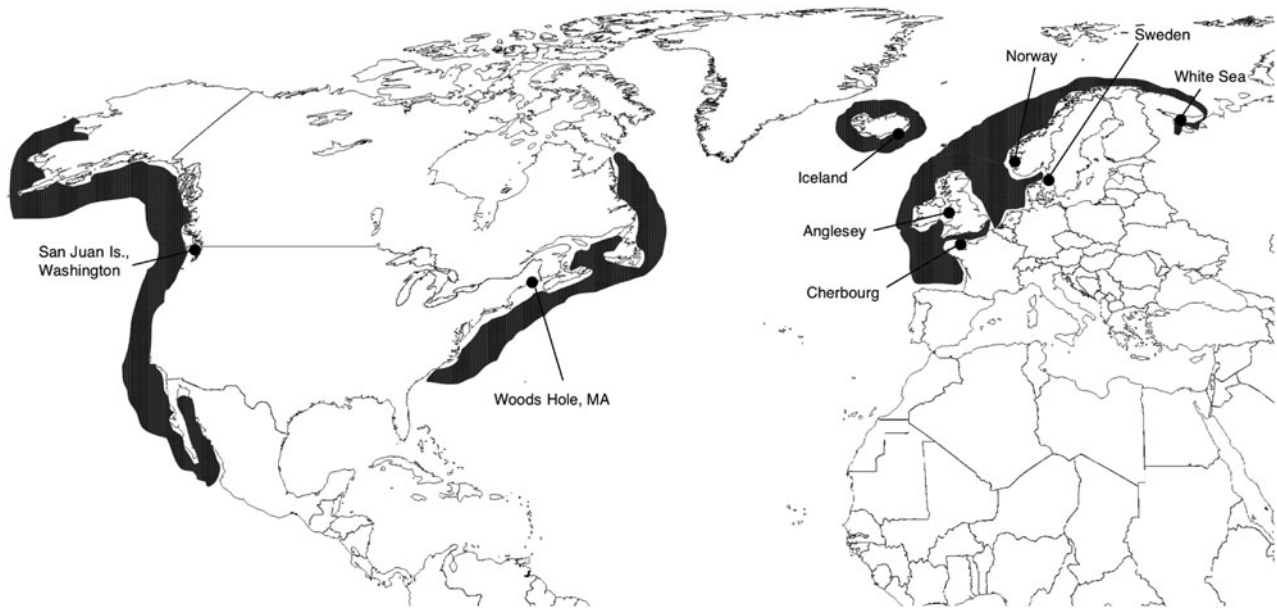 Sweden
Norway
White Sea
Iceland
Anglesey
San Juan Is.,
Washington
Cherbourg
Woods Hole, MA